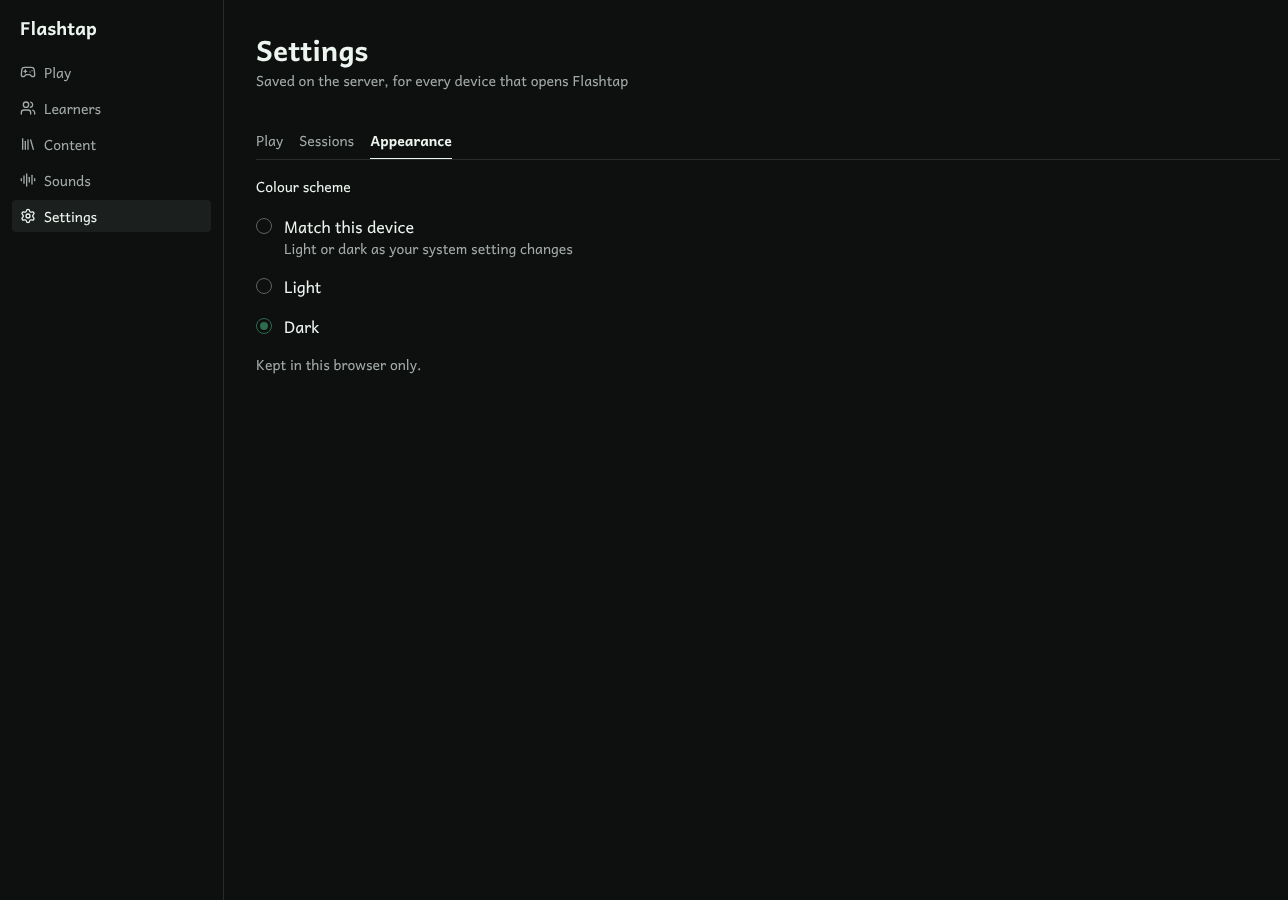 Flashtap
Play
Learners
Content
Sounds
Settings
Settings
Saved on the server, for every device that opens Flashtap
Play Sessions Appearance
Colour scheme
Match this device
Light or dark as your system setting changes
Light
Dark
Kept in this browser only.